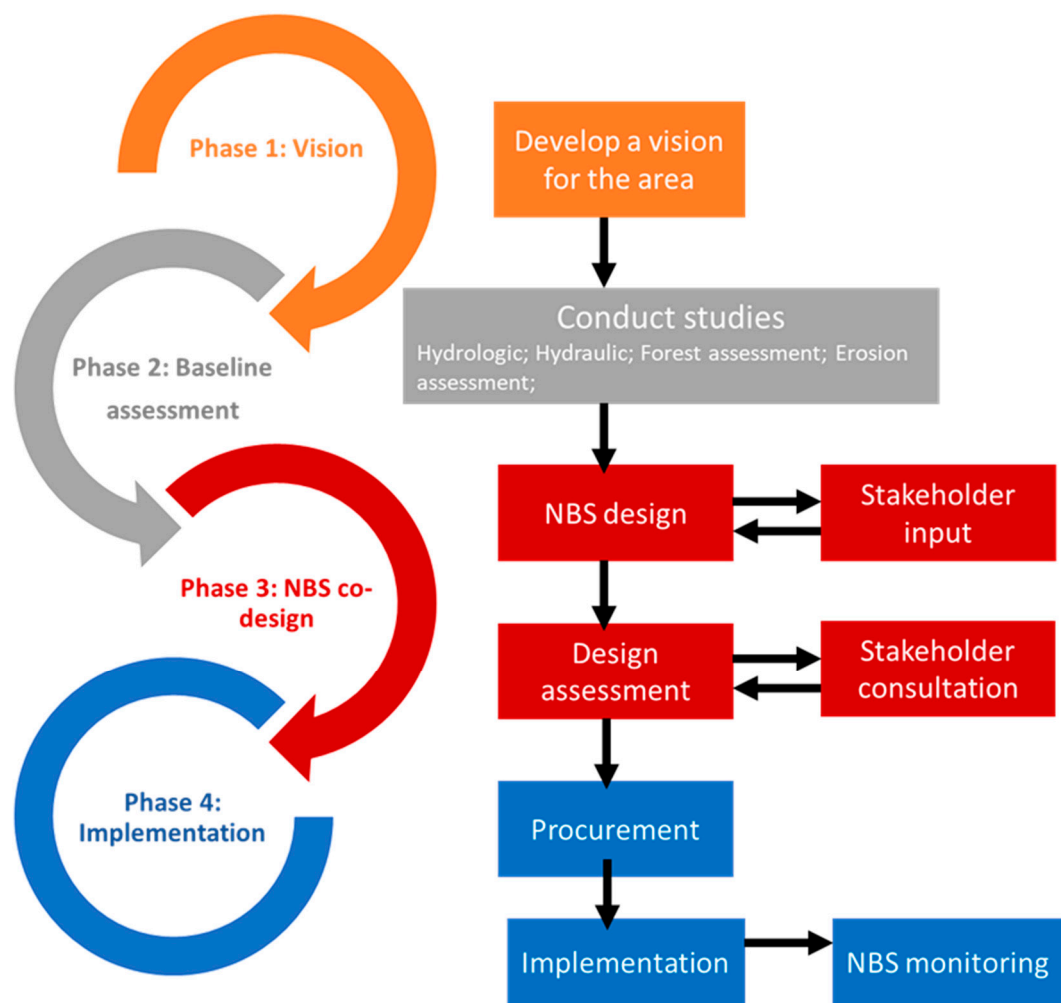 Phase 1: Vision
Develop a vision
for the area
Phase 2: Baseline
assessment
Conduct studies
Hydrologic; Hydraulic; Forest assessment; Erosion
assessment;
Phase 3: NBS co-
design
NBS design
Stakeholder
input
Design
assessment
Stakeholder
consultation
Phase 4:
Implementation
Procurement
Implementation
NBS monitoring